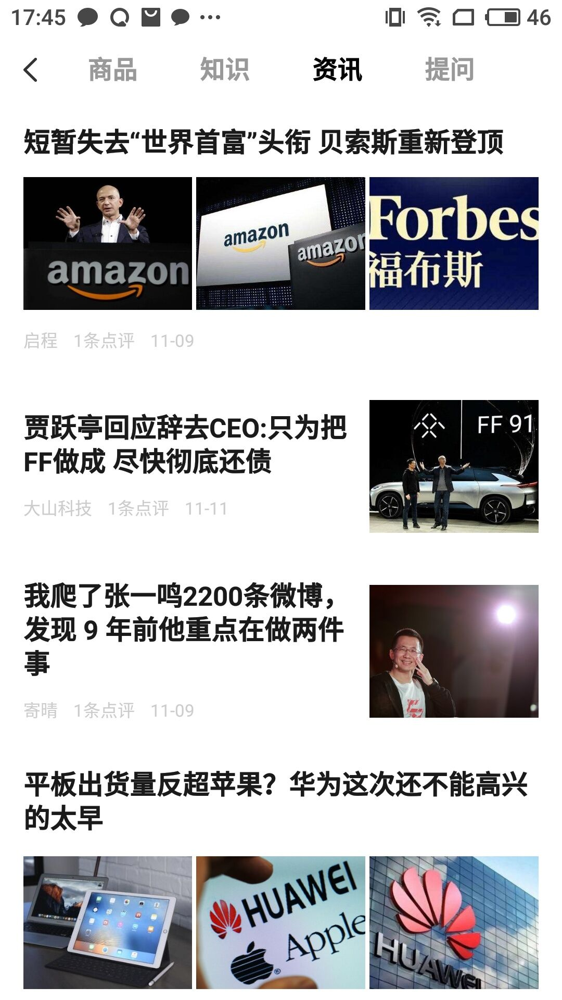 17:45
46
商品 知识 资讯 提问
短暂失去“世界首富”头衔 贝索斯重新登顶
amazon
amazon
amazon
Forbes
福布斯
启程 1条点评 11-09
贾跃亭回应辞去CEO:只为把
FF做成 尽快彻底还债
FF 91
大山科技 1条点评 11-11
我爬了张一鸣2200条微博，
发现 9 年前他重点在做两件
事
寄晴 1条点评 11-09
平板出货量反超苹果？华为这次还不能高兴
的太早
HUAWEI
Apple
HUAWEI